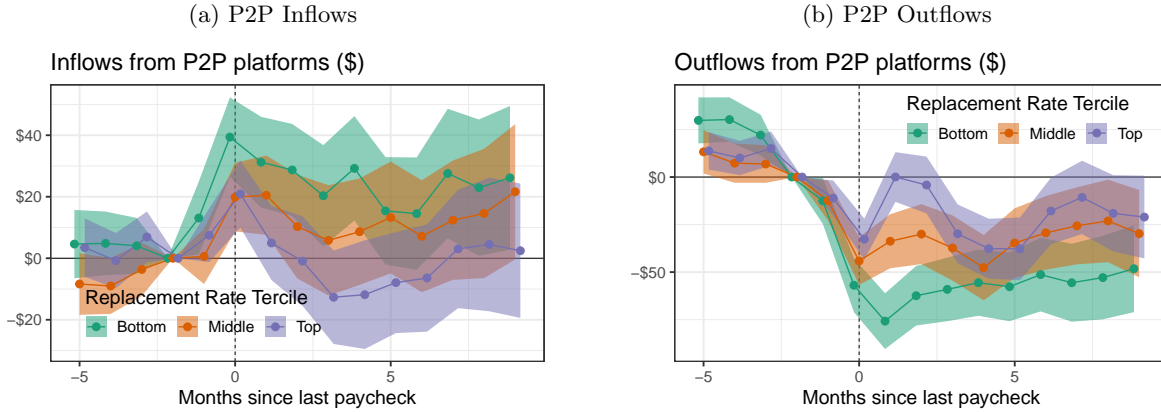 (a) P2P Inflows
Inflows from P2P platforms ($)
$40
$20
$0
−$20
Replacement Rate Tercile
Bottom Middle Top
−5 0 5
Months since last paycheck
(b) P2P Outflows
Outflows from P2P platforms ($)
Replacement Rate Tercile
Bottom Middle Top
$0
−$50
−5 0 5
Months since last paycheck